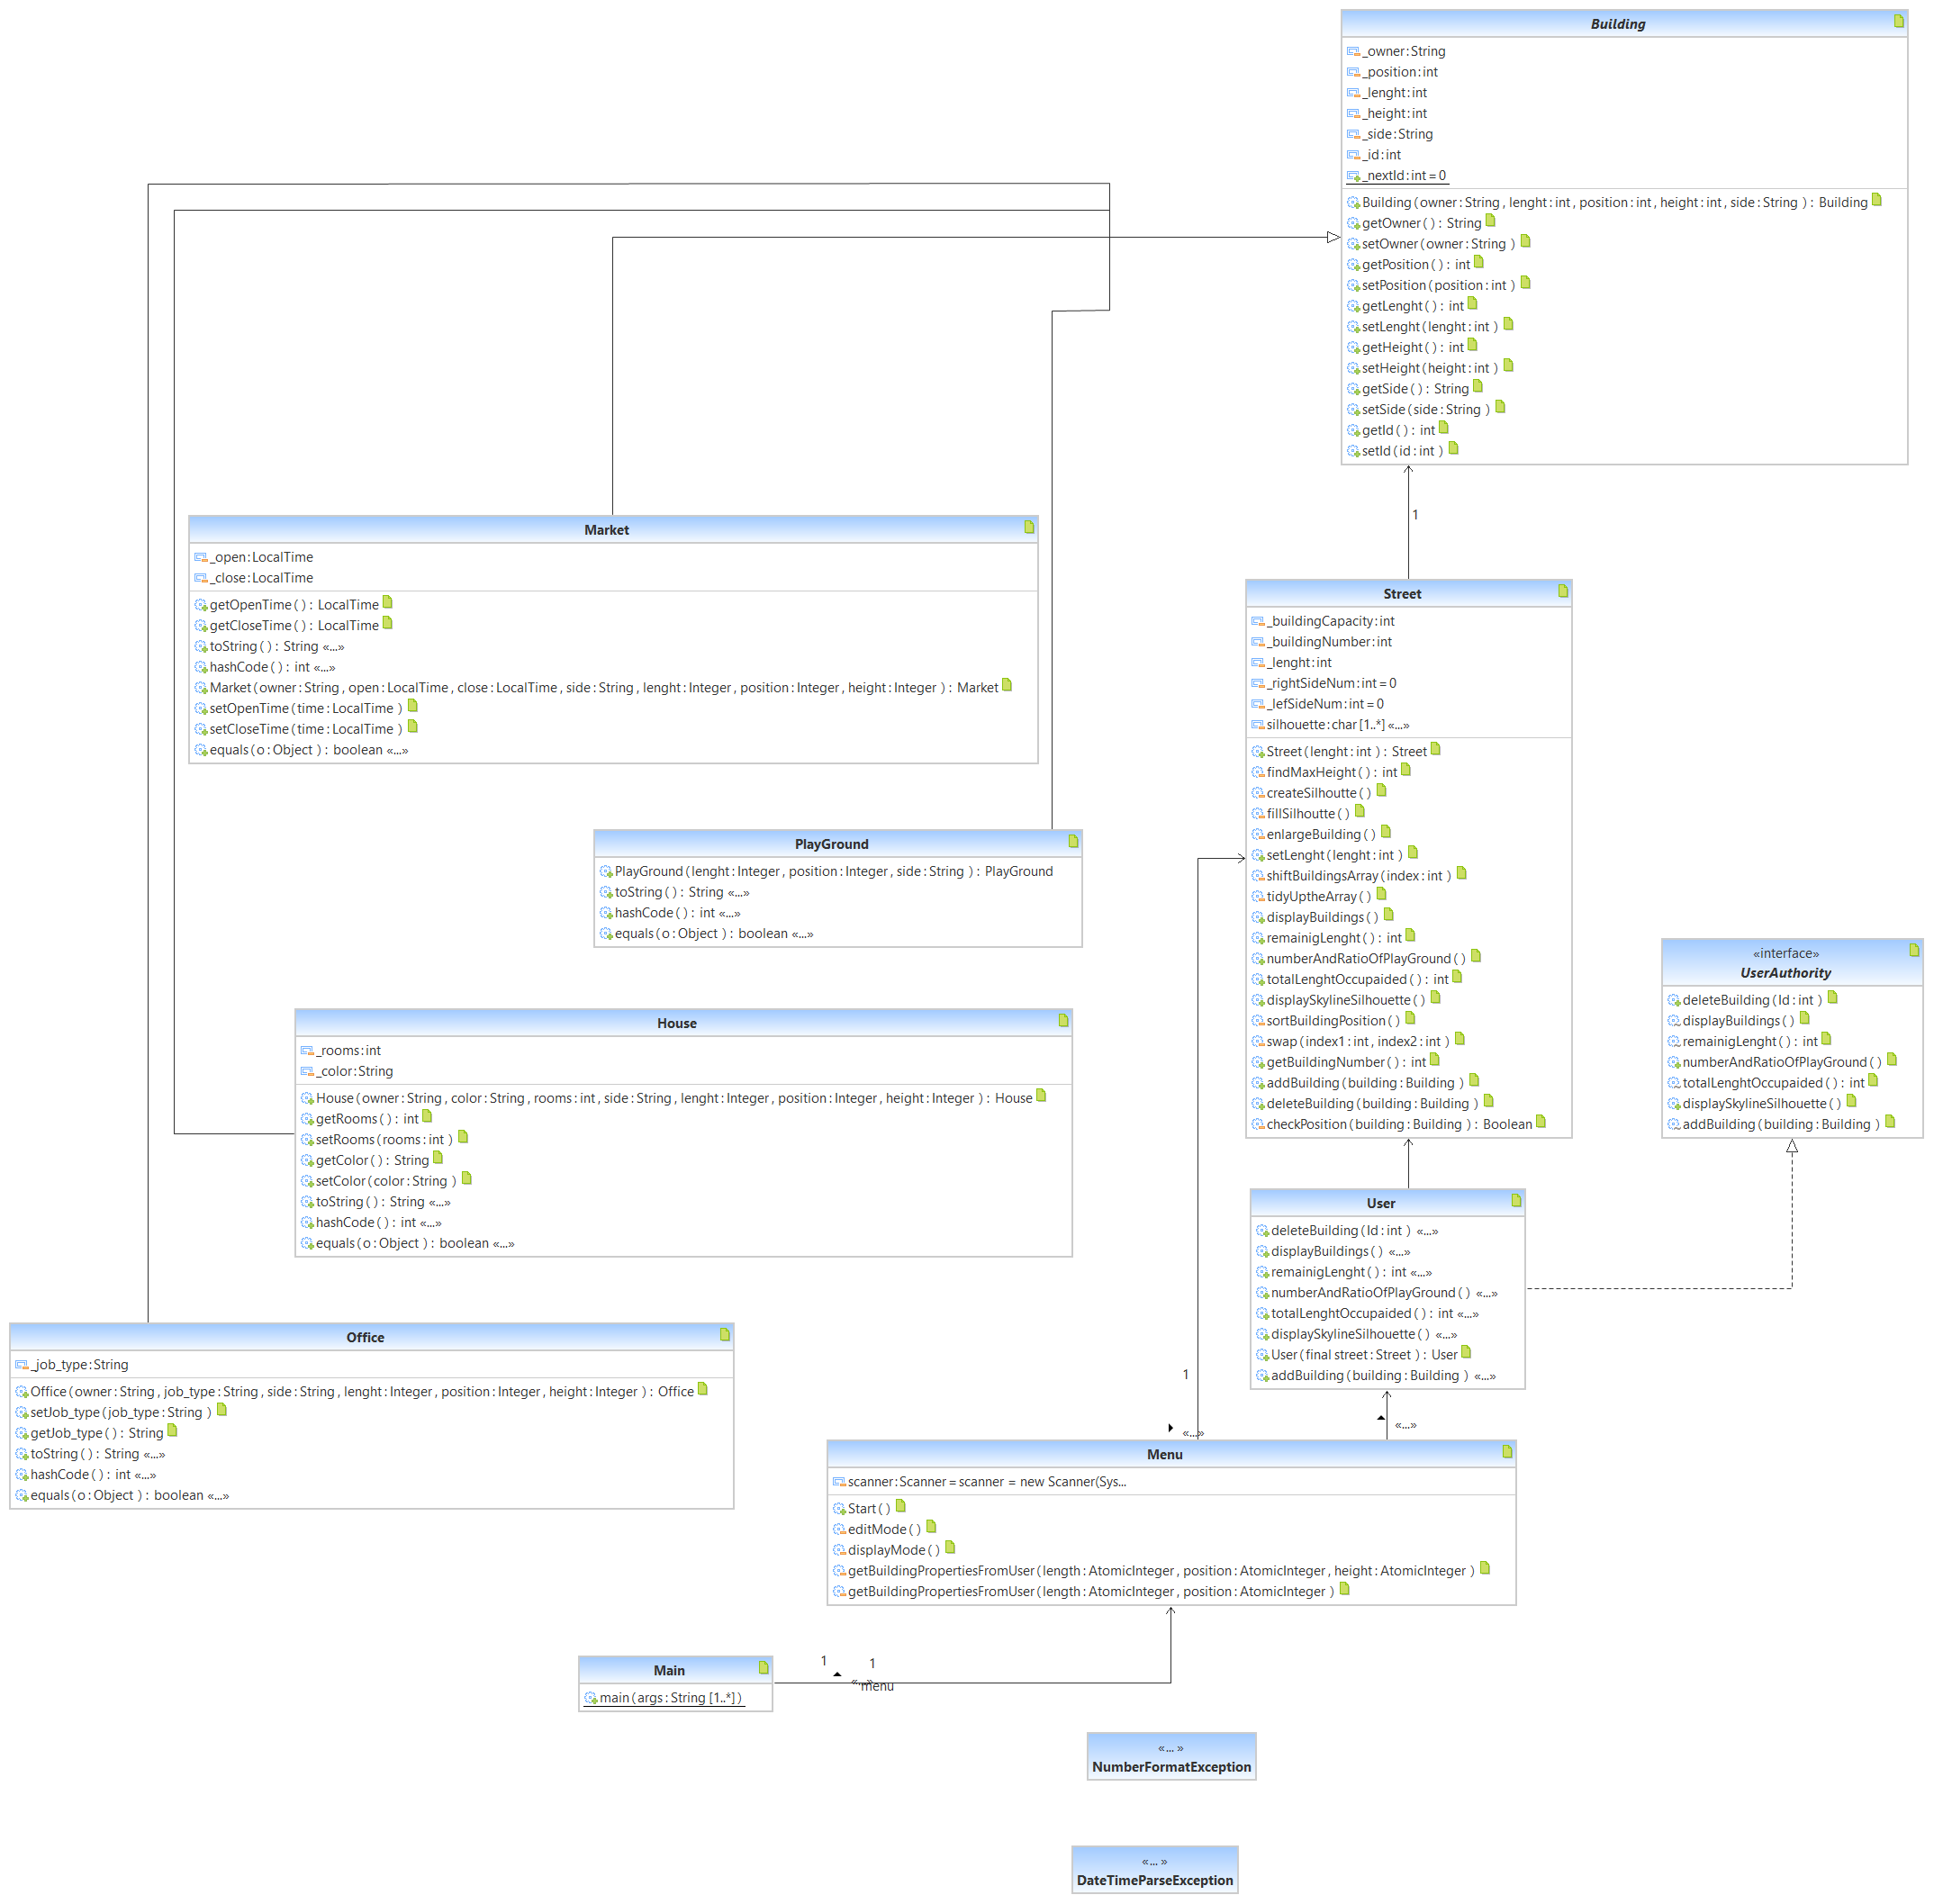 Building
_owner:String
_position:int
_lenght:int
_height:int
_side:String
_id:int
_nextId:int = 0
Building(owner:String, lenght:int, position:int, height:int, side:String ): Building
getOwner(): String
setOwner(owner:String )
getPosition(): int
setPosition(position:int )
getLenght(): int
setLenght(lenght:int )
getHeight(): int
setHeight(height:int )
getSide(): String
setSide(side:String )
getId(): int
setId(id:int )
1
Market
_open:LocalTime
_close:LocalTime
getOpenTime(): LocalTime
getCloseTime(): LocalTime
toString(): String «...»
hashCode(): int «...»
Market(owner:String, open:LocalTime, close:LocalTime, side:String, lenght:Integer, position:Integer, height:Integer ): Market
setOpenTime(time:LocalTime )
setCloseTime(time:LocalTime )
equals(o:Object ): boolean «...»
Street
_buildingCapacity:int
_buildingNumber:int
_lenght:int
_rightSideNum:int = 0
_lefSideNum:int = 0
silhouette:char [1..*] «...»
Street(lenght:int ): Street
findMaxHeight(): int
createSilhoutte()
fillSilhoutte()
enlargeBuilding()
setLenght(lenght:int )
shiftBuildingsArray(index:int )
tidyUptheArray()
displayBuildings()
remainigLenght(): int
numberAndRatioOfPlayGround()
totalLenghtOccupaided(): int
displaySkylineSilhouette()
sortBuildingPosition()
swap(index1:int, index2:int )
getBuildingNumber(): int
addBuilding(building:Building )
deleteBuilding(building:Building )
checkPosition(building:Building ): Boolean
PlayGround
PlayGround(lenght:Integer, position:Integer, side:String ): PlayGround
toString(): String «...»
hashCode(): int «...»
equals(o:Object ): boolean «...»
«interface»
UserAuthority
deleteBuilding(Id:int )
displayBuildings()
remainigLenght(): int
numberAndRatioOfPlayGround()
totalLenghtOccupaided(): int
displaySkylineSilhouette()
addBuilding(building:Building )
House
_rooms:int
_color:String
House(owner:String, color:String, rooms:int, side:String, lenght:Integer, position:Integer, height:Integer ): House
getRooms(): int
setRooms(rooms:int )
getColor(): String
setColor(color:String )
toString(): String «...»
hashCode(): int «...»
equals(o:Object ): boolean «...»
User
deleteBuilding(Id:int ) «...»
displayBuildings() «...»
remainigLenght(): int «...»
numberAndRatioOfPlayGround() «...»
totalLenghtOccupaided(): int «...»
displaySkylineSilhouette() «...»
User(final street:Street ): User
addBuilding(building:Building ) «...»
Office
_job_type:String
Office(owner:String, job_type:String, side:String, lenght:Integer, position:Integer, height:Integer ): Office
setJob_type(job_type:String )
getJob_type(): String
toString(): String «...»
hashCode(): int «...»
equals(o:Object ): boolean «...»
1
«...»
«...»
Menu
scanner:Scanner = scanner = new Scanner(Sys...
Start()
editMode()
displayMode()
getBuildingPropertiesFromUser(length:AtomicInteger, position:AtomicInteger, height:AtomicInteger )
getBuildingPropertiesFromUser(length:AtomicInteger, position:AtomicInteger )
Main
main(args:String [1..*])
1
1
«...»
menu
«...»
NumberFormatException
«...»
DateTimeParseException